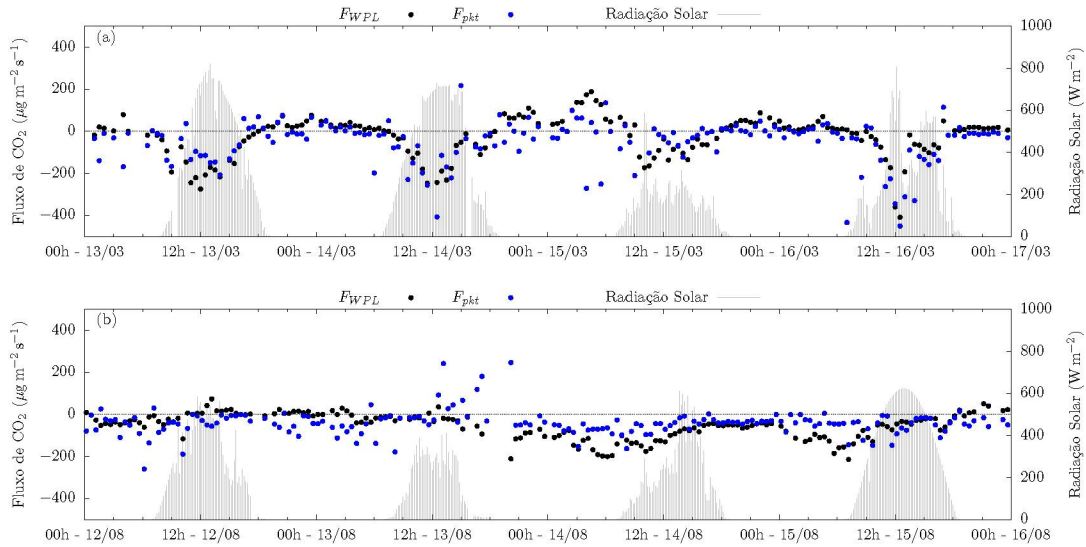 F_WPL F_pkt Radiação Solar
(a)
Fluxo de CO₂ (μg m⁻² s⁻¹)
400
200
0
−200
−400
1000
800
600
400
200
0
Radiação Solar (W m⁻²)
00h - 13/03 12h - 13/03 00h - 14/03 12h - 14/03 00h - 15/03 12h - 15/03 00h - 16/03 12h - 16/03 00h - 17/03
F_WPL F_pkt Radiação Solar
(b)
Fluxo de CO₂ (μg m⁻² s⁻¹)
400
200
0
−200
−400
1000
800
600
400
200
0
Radiação Solar (W m⁻²)
00h - 12/08 12h - 12/08 00h - 13/08 12h - 13/08 00h - 14/08 12h - 14/08 00h - 15/08 12h - 15/08 00h - 16/08